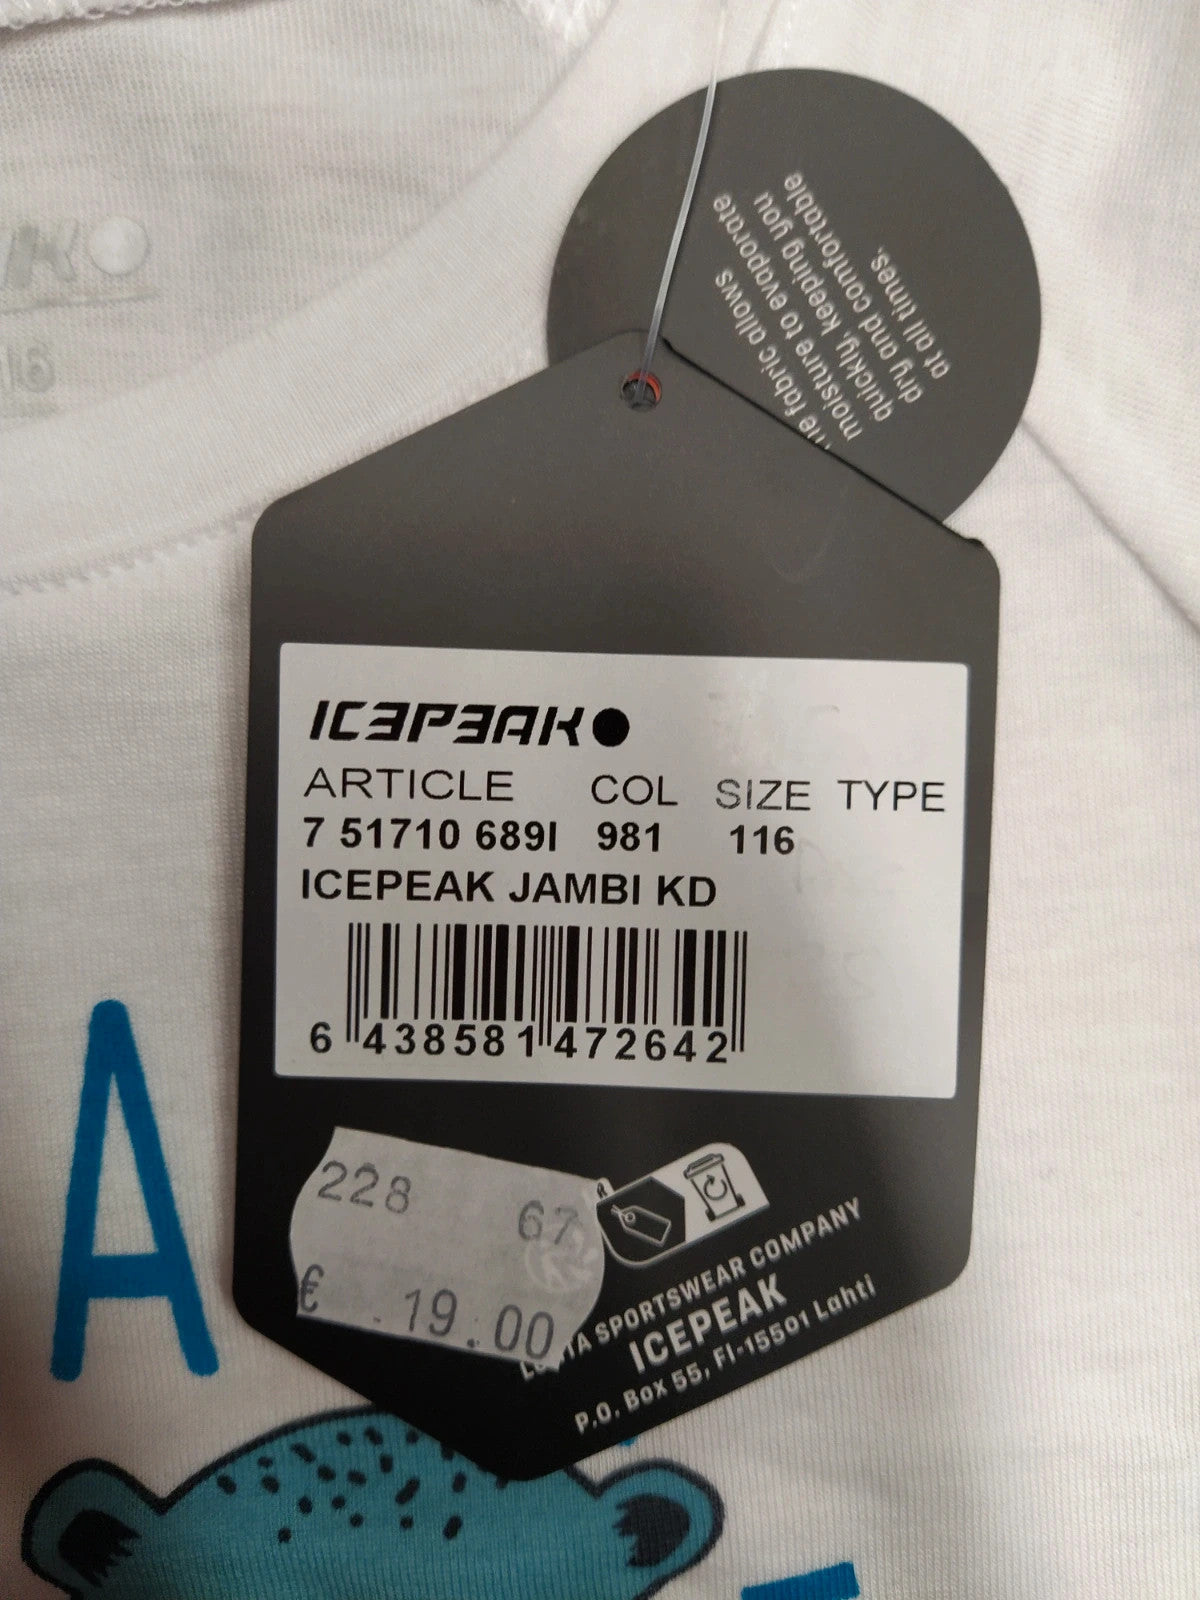 he fabric allows
moisture to evaporate
quickly, keeping you
dry and comfortable
at all times.
ICEPEAK
ARTICLE COL SIZE TYPE
7 51710 689I 981 116
ICEPEAK JAMBI KD
6 438581 472642
228 67
€ .19.00
TA SPORTSWEAR COMPANY
ICEPEAK
P.O. Box 55, FI-15501 Lahti
A